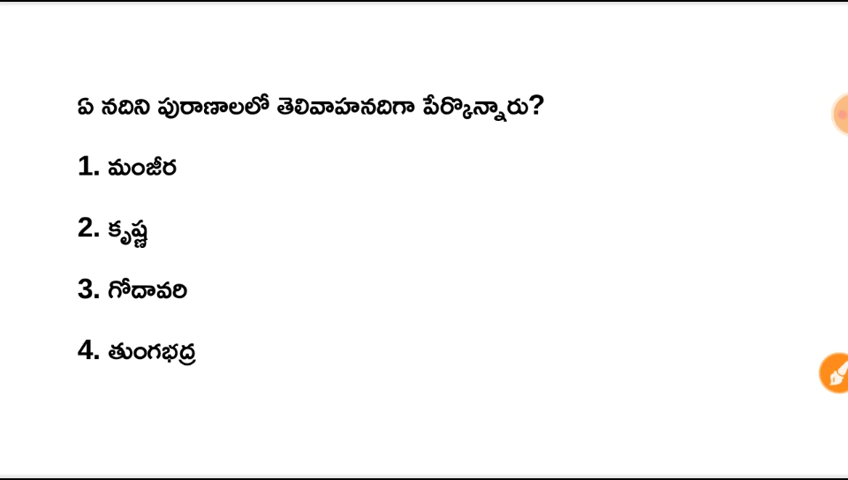 ఏ నదిని పురాణాలలో తెలివాహనదిగా పేర్కొన్నారు?
1. మంజీర
2. కృష్ణ
3. గోదావరి
4. తుంగభద్ర